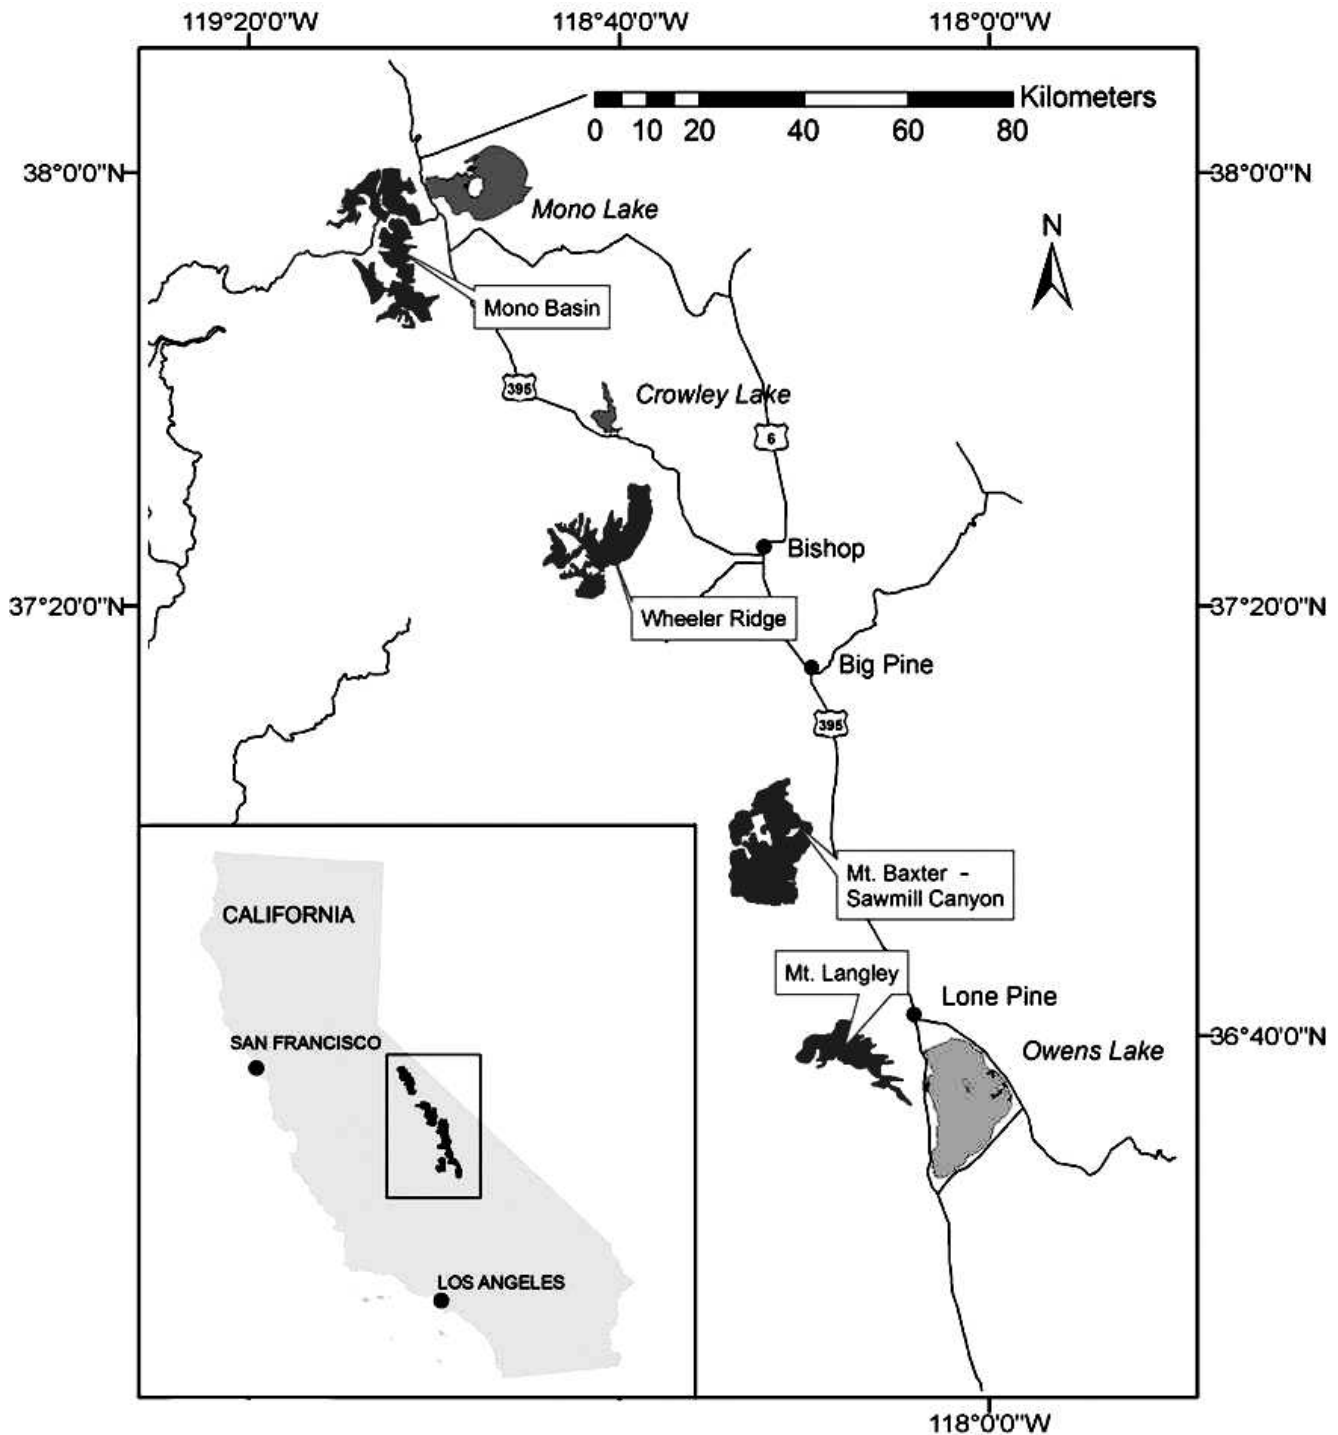 119°20'0"W 118°40'0"W 118°0'0"W
Kilometers
0 10 20 40 60 80
38°0'0"N 38°0'0"N
Mono Lake
N
Mono Basin
395
Crowley Lake
6
Bishop
37°20'0"N 37°20'0"N
Wheeler Ridge
Big Pine
395
Mt. Baxter -
Sawmill Canyon
CALIFORNIA
Mt. Langley
Lone Pine
SAN FRANCISCO
36°40'0"N
Owens Lake
LOS ANGELES
118°0'0"W